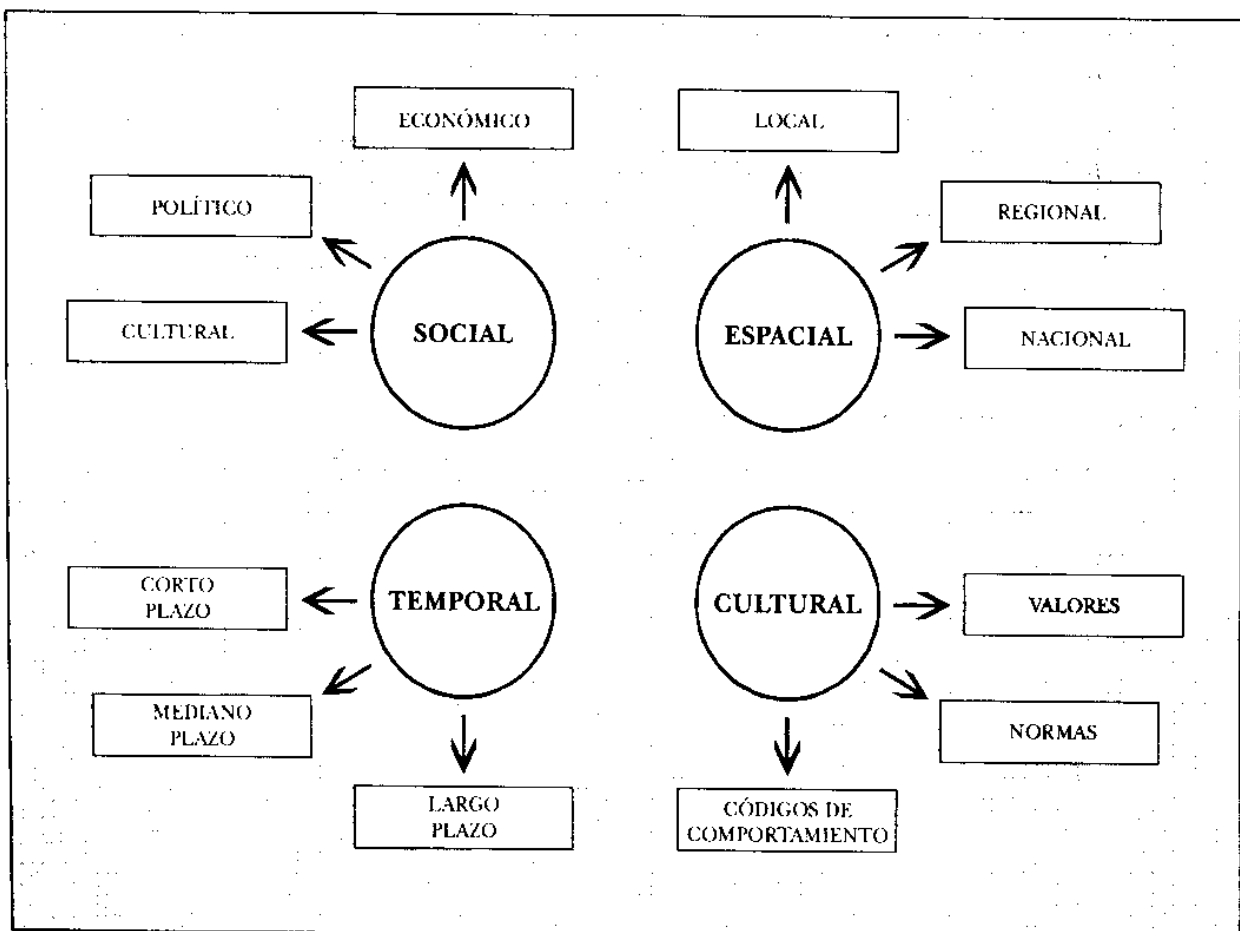 ECONÓMICO
POLÍTICO
CULTURAL
SOCIAL
LOCAL
REGIONAL
NACIONAL
ESPACIAL
CORTO
PLAZO
TEMPORAL
MEDIANO
PLAZO
LARGO
PLAZO
CULTURAL
VALORES
NORMAS
CÓDIGOS DE
COMPORTAMIENTO